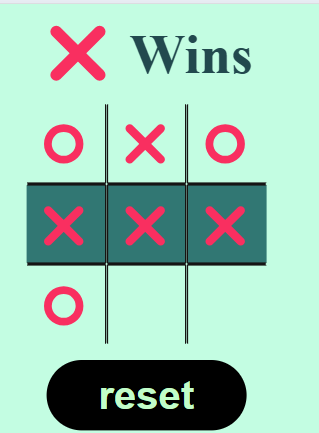 X Wins
O X O
X X X
O
reset